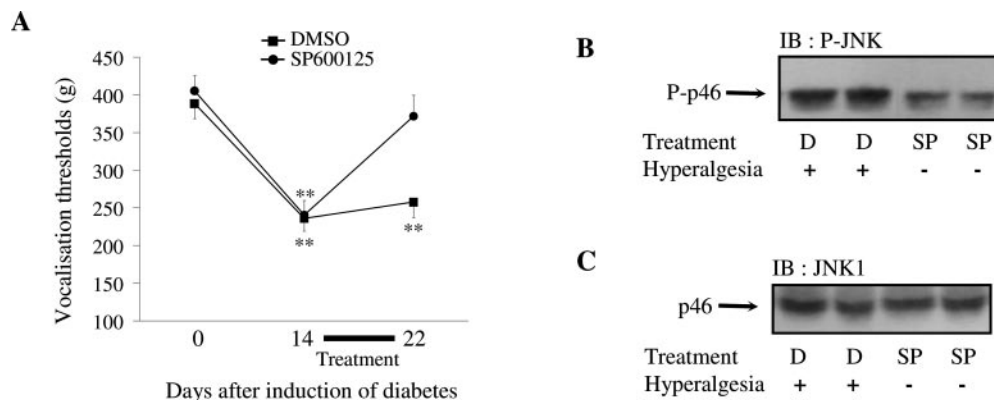 A
DMSO
SP600125
Vocalisation thresholds (g)
450
400
350
300
250
200
150
100
**
**
**
0 14 22
Treatment
Days after induction of diabetes
B
IB : P-JNK
P-p46
Treatment D D SP SP
Hyperalgesia + + - -
C
IB : JNK1
p46
Treatment D D SP SP
Hyperalgesia + + - -